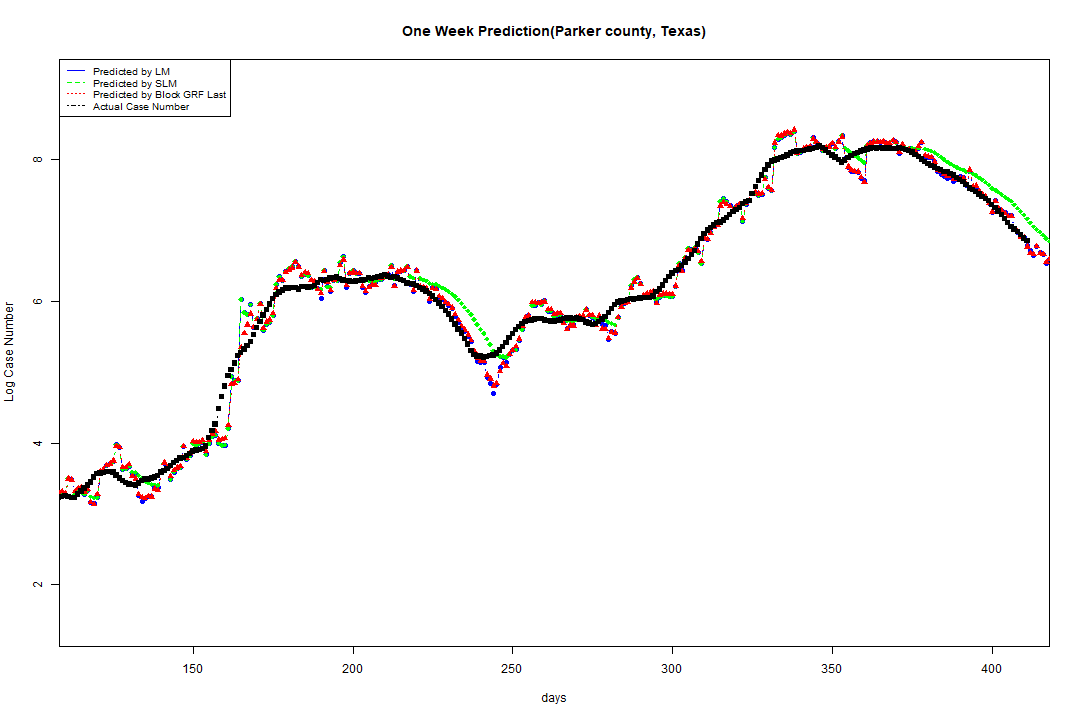 One Week Prediction(Parker county, Texas)
Predicted by LM
Predicted by SLM
Predicted by Block GRF Last
Actual Case Number
8
6
4
2
Log Case Number
150 200 250 300 350 400
days